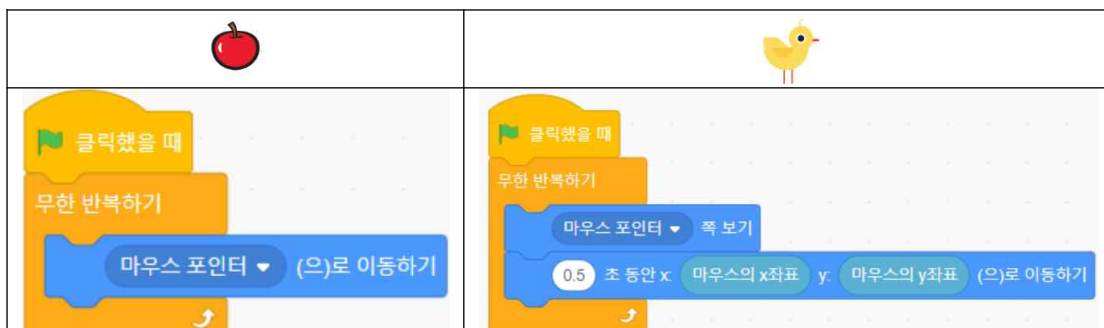 클릭했을 때
무한 반복하기
마우스 포인터 (으)로 이동하기
클릭했을 때
무한 반복하기
마우스 포인터 쪽 보기
0.5 초 동안 x: 마우스의 x좌표 y: 마우스의 y좌표 (으)로 이동하기